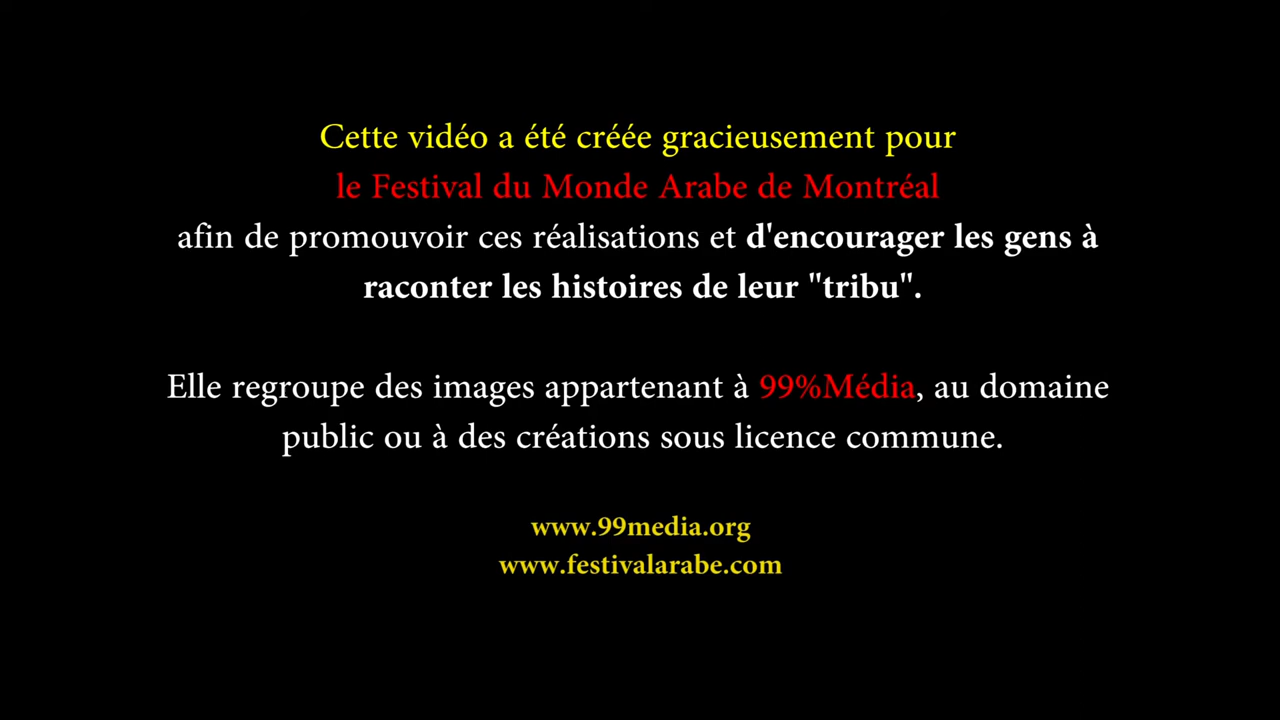 Cette vidéo a été créée gracieusement pour
le Festival du Monde Arabe de Montréal
afin de promouvoir ces réalisations et d'encourager les gens à
raconter les histoires de leur "tribu".
Elle regroupe des images appartenant à 99%Média, au domaine
public ou à des créations sous licence commune.
www.99media.org
www.festivalarabe.com